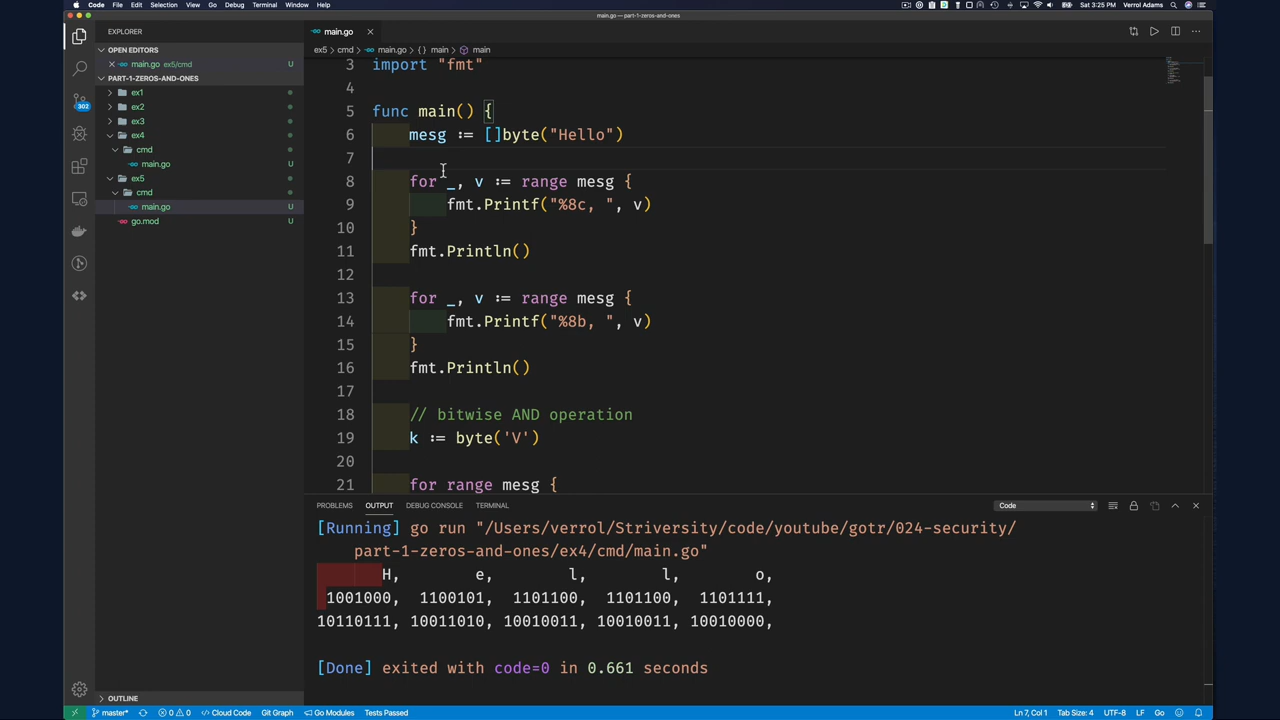 Code File Edit Selection View Go Debug Terminal Window Help
Verrol Adams Sat 3:25 PM
main.go — part-1-zeros-and-ones
EXPLORER
OPEN EDITORS
main.go ex5/cmd U
PART-1-ZEROS-AND-ONES
ex1
ex2
ex3
ex4
cmd
main.go U
ex5
cmd
main.go U
go.mod U
OUTLINE
302
main.go
ex5 > cmd > main.go > {} main > main
3 import "fmt"
4
5 func main() {
6 mesg := []byte("Hello")
7
8 for _, v := range mesg {
9 fmt.Printf("%8c, ", v)
10 }
11 fmt.Println()
12
13 for _, v := range mesg {
14 fmt.Printf("%8b, ", v)
15 }
16 fmt.Println()
17
18 // bitwise AND operation
19 k := byte('V')
20
21 for range mesg {
PROBLEMS OUTPUT DEBUG CONSOLE TERMINAL Code
[Running] go run "/Users/verrol/Striversity/code/youtube/gotr/024-security/
part-1-zeros-and-ones/ex4/cmd/main.go"
H, e, l, l, o,
1001000, 1100101, 1101100, 1101100, 1101111,
10110111, 10011010, 10010011, 10010011, 10010000,
[Done] exited with code=0 in 0.661 seconds
master* 0 0 Cloud Code Git Graph Go Modules Tests Passed Ln 7, Col 1 Tab Size: 4 UTF-8 LF Go